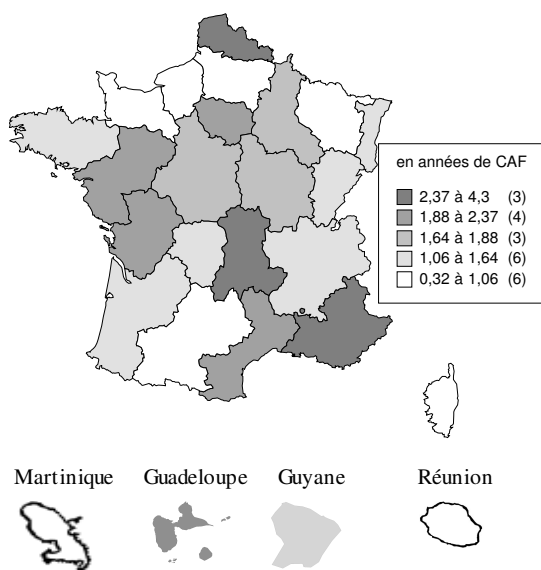 en années de CAF
2,37 à 4,3 (3)
1,88 à 2,37 (4)
1,64 à 1,88 (3)
1,06 à 1,64 (6)
0,32 à 1,06 (6)
Martinique Guadeloupe Guyane Réunion